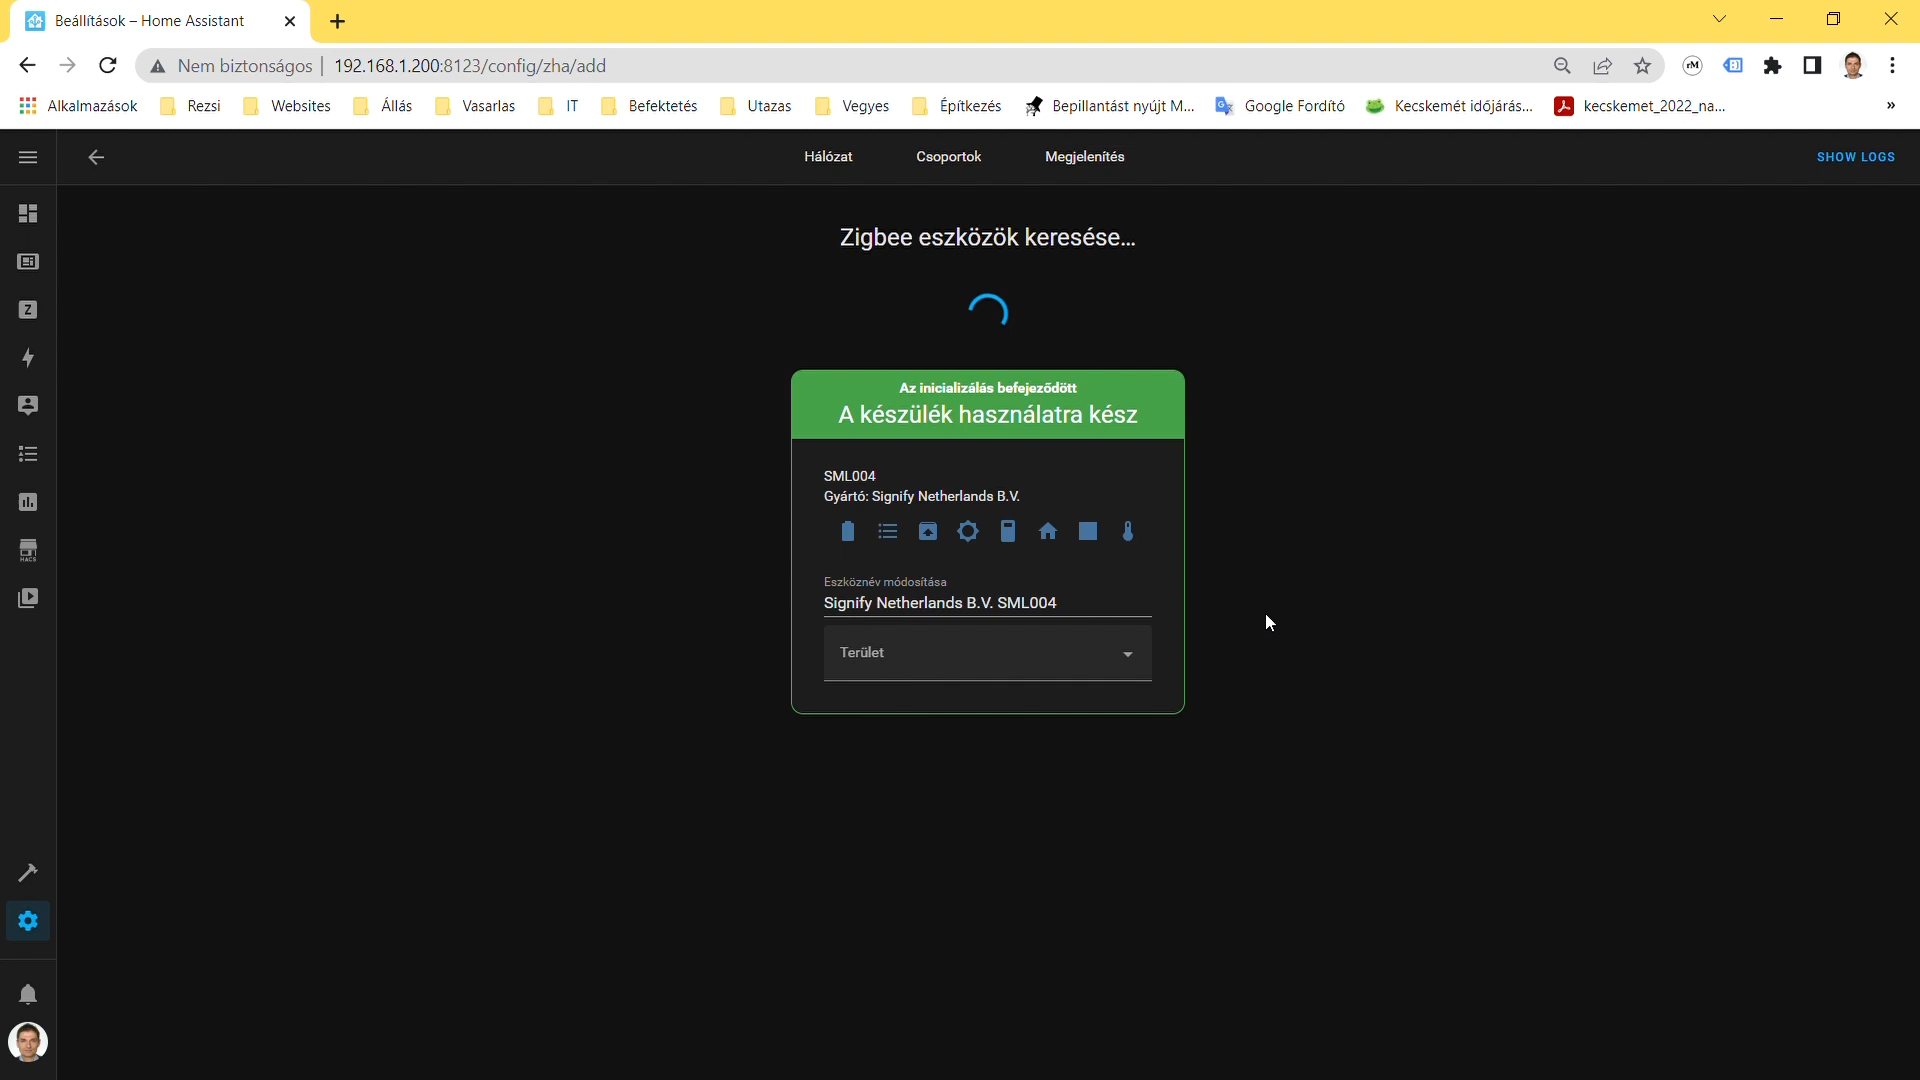 Beállítások – Home Assistant
Nem biztonságos
192.168.1.200:8123/config/zha/add
rM
Alkalmazások
Rezsi
Websites
Állás
Vasarlas
IT
Befektetés
Utazas
Vegyes
Építkezés
Bepillantást nyújt M...
Google Fordító
Kecskemét időjárás...
kecskemet_2022_na...
»
Hálózat
Csoportok
Megjelenítés
SHOW LOGS
Zigbee eszközök keresése...
Az inicializálás befejeződött
A készülék használatra kész
SML004
Gyártó: Signify Netherlands B.V.
Eszköznév módosítása
Signify Netherlands B.V. SML004
Terület
Z
HACS